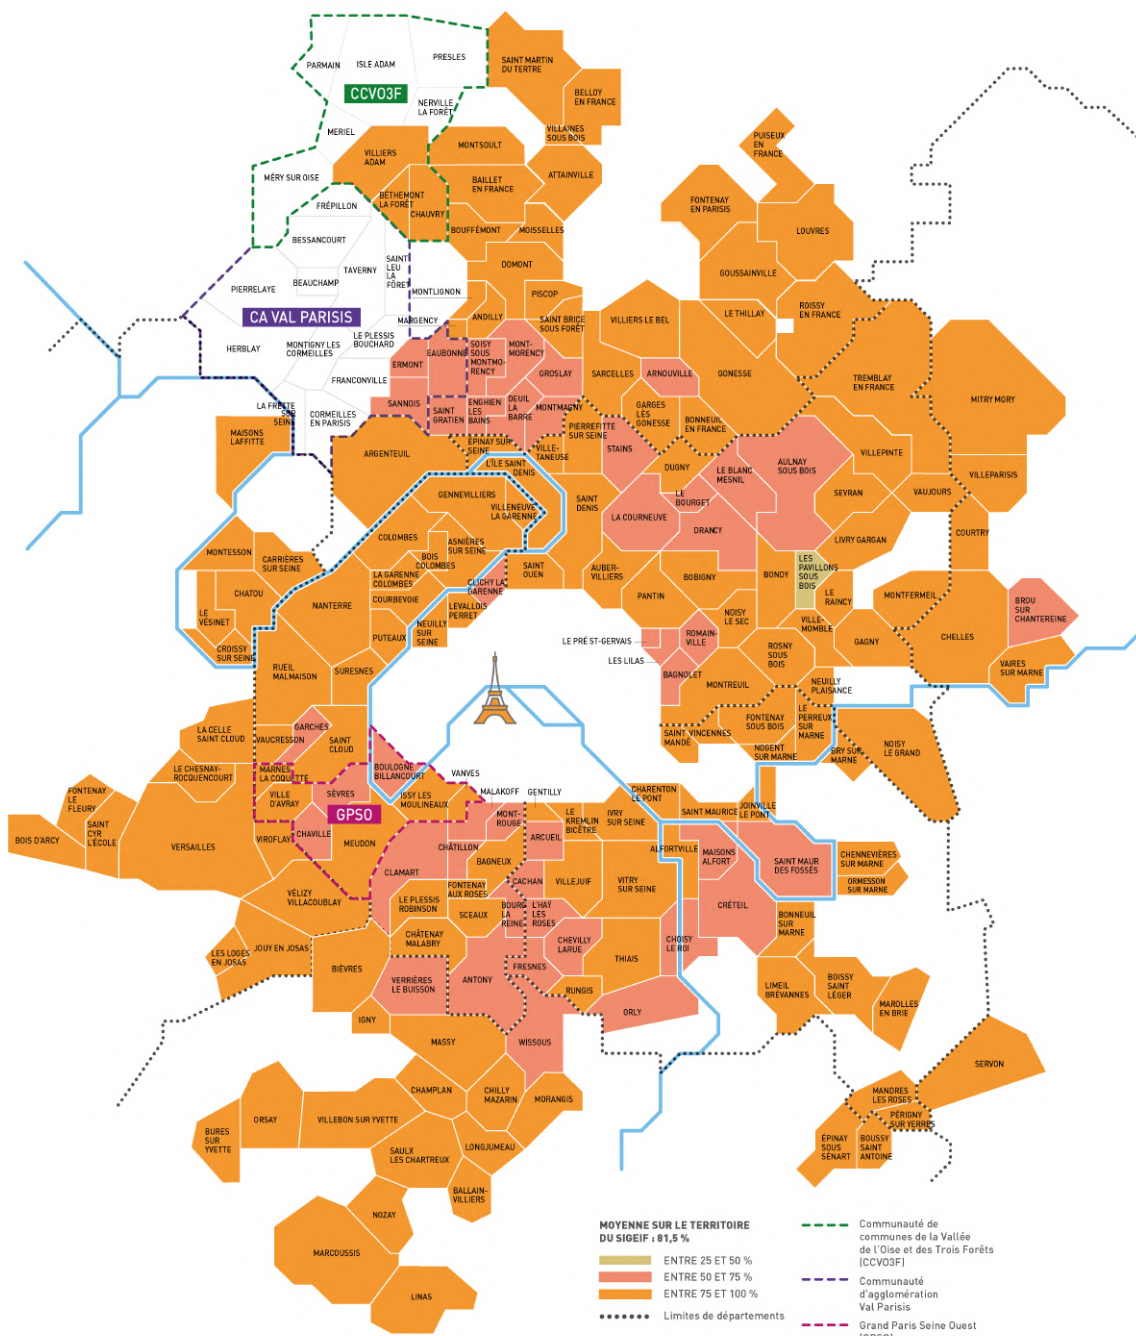 PRESLES
PARMAIN
ISLE ADAM
SAINT MARTIN
DU TERTRE
CCVO3F
NERVILLE
LA FORÊT
BELLOY
EN FRANCE
MERIEL
VILLAINES
SOUS BOIS
PUISEUX
EN
FRANCE
VILLIERS
ADAM
MONTSOULT
MÉRY SUR OISE
BAILLET
EN FRANCE
ATTAINVILLE
FRÉPILLON
BÉTHEMONT
LA FORÊT
CHAUVRY
FONTENAY
EN PARISIS
BESSANCOURT
BOUFFÉMONT
MOISSELLES
LOUVRES
SAINT
LEU
LA
FORÊT
TAVERNY
DOMONT
GOUSSAINVILLE
PIERRELAYE
BEAUCHAMP
MONTLIGNON
PISCOP
ROISSY
EN FRANCE
CA VAL PARISIS
MARGENCY
ANDILLY
SAINT BRICE
SOUS FORÊT
VILLIERS LE BEL
LE THILLAY
HERBLAY
MONTIGNY LES
CORMEILLES
LE PLESSIS
BOUCHARD
EAUBONNE
SOISY
SOUS
MONTMO-
RENCY
MONT-
MORENCY
ERMONT
GROSLAY
SARCELLES
ARNOUVILLE
GONESSE
TREMBLAY
EN FRANCE
MITRY MORY
FRANCONVILLE
SANNOIS
LA FRETTE
SUR
SEINE
CORMEILLES
EN PARISIS
SAINT
GRATIEN
ENGHIEN
LES
BAINS
DEUIL
LA
BARRE
MONTMAGNY
GARGES
LÈS
GONESSE
BONNEUIL
EN FRANCE
MAISONS
LAFFITTE
ARGENTEUIL
ÉPINAY SUR
SEINE
VILLE-
TANEUSE
PIERREFITTE
SUR SEINE
STAINS
L'ÎLE SAINT
DENIS
DUGNY
LE BLANC
MESNIL
AULNAY
SOUS BOIS
VILLEPINTE
VILLEPARISIS
GENNEVILLIERS
VILLENEUVE
LA GARENNE
SAINT
DENIS
LE
BOURGET
SEVRAN
VAUJOURS
LA COURNEUVE
DRANCY
COLOMBES
ASNIÈRES
SUR SEINE
LIVRY GARGAN
COURTRY
MONTESSON
CARRIÈRES
SUR SEINE
BOIS
COLOMBES
SAINT
OUEN
AUBER-
VILLIERS
BOBIGNY
BONDY
LES
PAVILLONS
SOUS
BOIS
LA GARENNE
COLOMBES
CLICHY LA
GARENNE
CHATOU
NANTERRE
COURBEVOIE
LEVALLOIS
PERRET
PANTIN
LE
RAINCY
MONTFERMEIL
BROU
SUR
CHANTEREINE
LE
VÉSINET
NEUILLY
SUR
SEINE
NOISY
LE SEC
VILLE-
MOMBLE
CROISSY
SUR SEINE
PUTEAUX
LE PRÉ ST-GERVAIS
ROMAIN-
VILLE
ROSNY
SOUS
BOIS
GAGNY
CHELLES
LES LILAS
RUEIL
MALMAISON
SURESNES
BAGNOLET
MONTREUIL
NEUILLY
PLAISANCE
VAIRES
SUR MARNE
LA CELLE
SAINT CLOUD
GARCHES
VAUCRESSON
SAINT
CLOUD
SAINT
MANDÉ
VINCENNES
FONTENAY
SOUS BOIS
LE
PERREUX
SUR
MARNE
NOGENT
SUR MARNE
BRY SUR
MARNE
NOISY
LE GRAND
LE CHESNAY-
ROCQUENCOURT
MARNES
LA COQUETTE
BOULOGNE
BILLANCOURT
VANVES
FONTENAY
LE
FLEURY
VILLE
D'AVRAY
SÈVRES
ISSY LES
MOULINEAUX
MALAKOFF
GENTILLY
CHARENTON
LE PONT
GPSO
MONT-
ROUGE
LE
KREMLIN
BICÊTRE
IVRY
SUR SEINE
SAINT MAURICE
JOINVILLE
LE PONT
BOIS D'ARCY
SAINT
CYR
L'ÉCOLE
VERSAILLES
VIROFLAY
CHAVILLE
MEUDON
CHÂTILLON
ARCUEIL
ALFORTVILLE
MAISONS
ALFORT
SAINT MAUR
DES FOSSÉS
CHENNEVIÈRES
SUR MARNE
BAGNEUX
CLAMART
CACHAN
VILLEJUIF
VITRY
SUR SEINE
ORMESSON
SUR MARNE
VÉLIZY
VILLACOUBLAY
FONTENAY
AUX ROSES
LE PLESSIS
ROBINSON
SCEAUX
BOURG
LA
REINE
L'HAY
LES
ROSES
CRÉTEIL
BONNEUIL
SUR
MARNE
CHÂTENAY
MALABRY
JOUY EN JOSAS
LES LOGES
EN JOSAS
CHEVILLY
LARUE
CHOISY
LE ROI
THIAIS
BIÈVRES
VERRIÈRES
LE BUISSON
ANTONY
FRESNES
RUNGIS
LIMEIL
BRÉVANNES
BOISSY
SAINT
LÉGER
MAROLLES
EN BRIE
IGNY
ORLY
MASSY
WISSOUS
SERVON
CHAMPLAN
CHILLY
MAZARIN
MORANGIS
MANDRES
LES ROSES
ORSAY
VILLEBON SUR YVETTE
PÉRIGNY
SUR YERRES
BURES
SUR
YVETTE
SAULX
LES CHARTREUX
LONGJUMEAU
ÉPINAY
SOUS
SÉNART
BOUSSY
SAINT
ANTOINE
BALLAIN-
VILLIERS
NOZAY
MARCOUSSIS
LINAS
MOYENNE SUR LE TERRITOIRE
DU SIGEIF : 81,5 %
ENTRE 25 ET 50 %
ENTRE 50 ET 75 %
ENTRE 75 ET 100 %
Limites de départements
Communauté de
communes de la Vallée
de l'Oise et des Trois Forêts
(CCVO3F)
Communauté
d'agglomération
Val Parisis
Grand Paris Seine Ouest